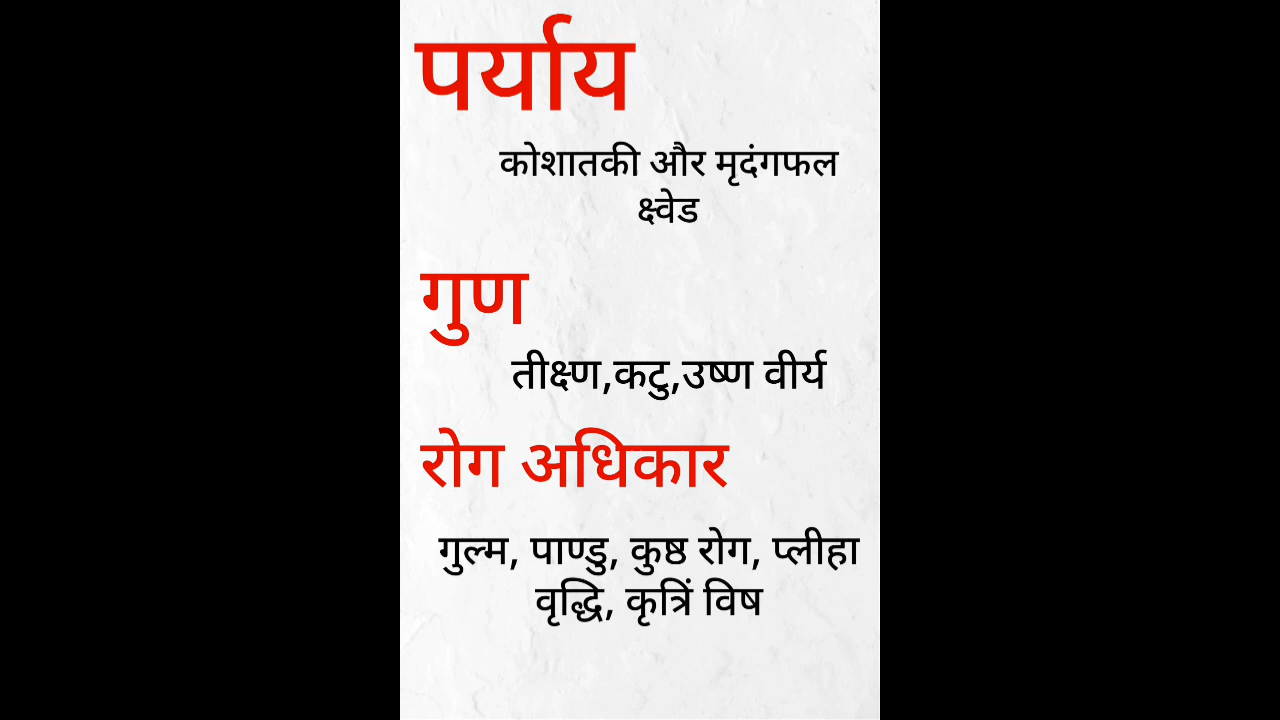 पर्याय
कोशातकी और मृदंगफल
क्ष्वेड
गुण
तीक्ष्ण,कटु,उष्ण वीर्य
रोग अधिकार
गुल्म, पाण्डु, कुष्ठ रोग, प्लीहा
वृद्धि, कृत्रिं विष